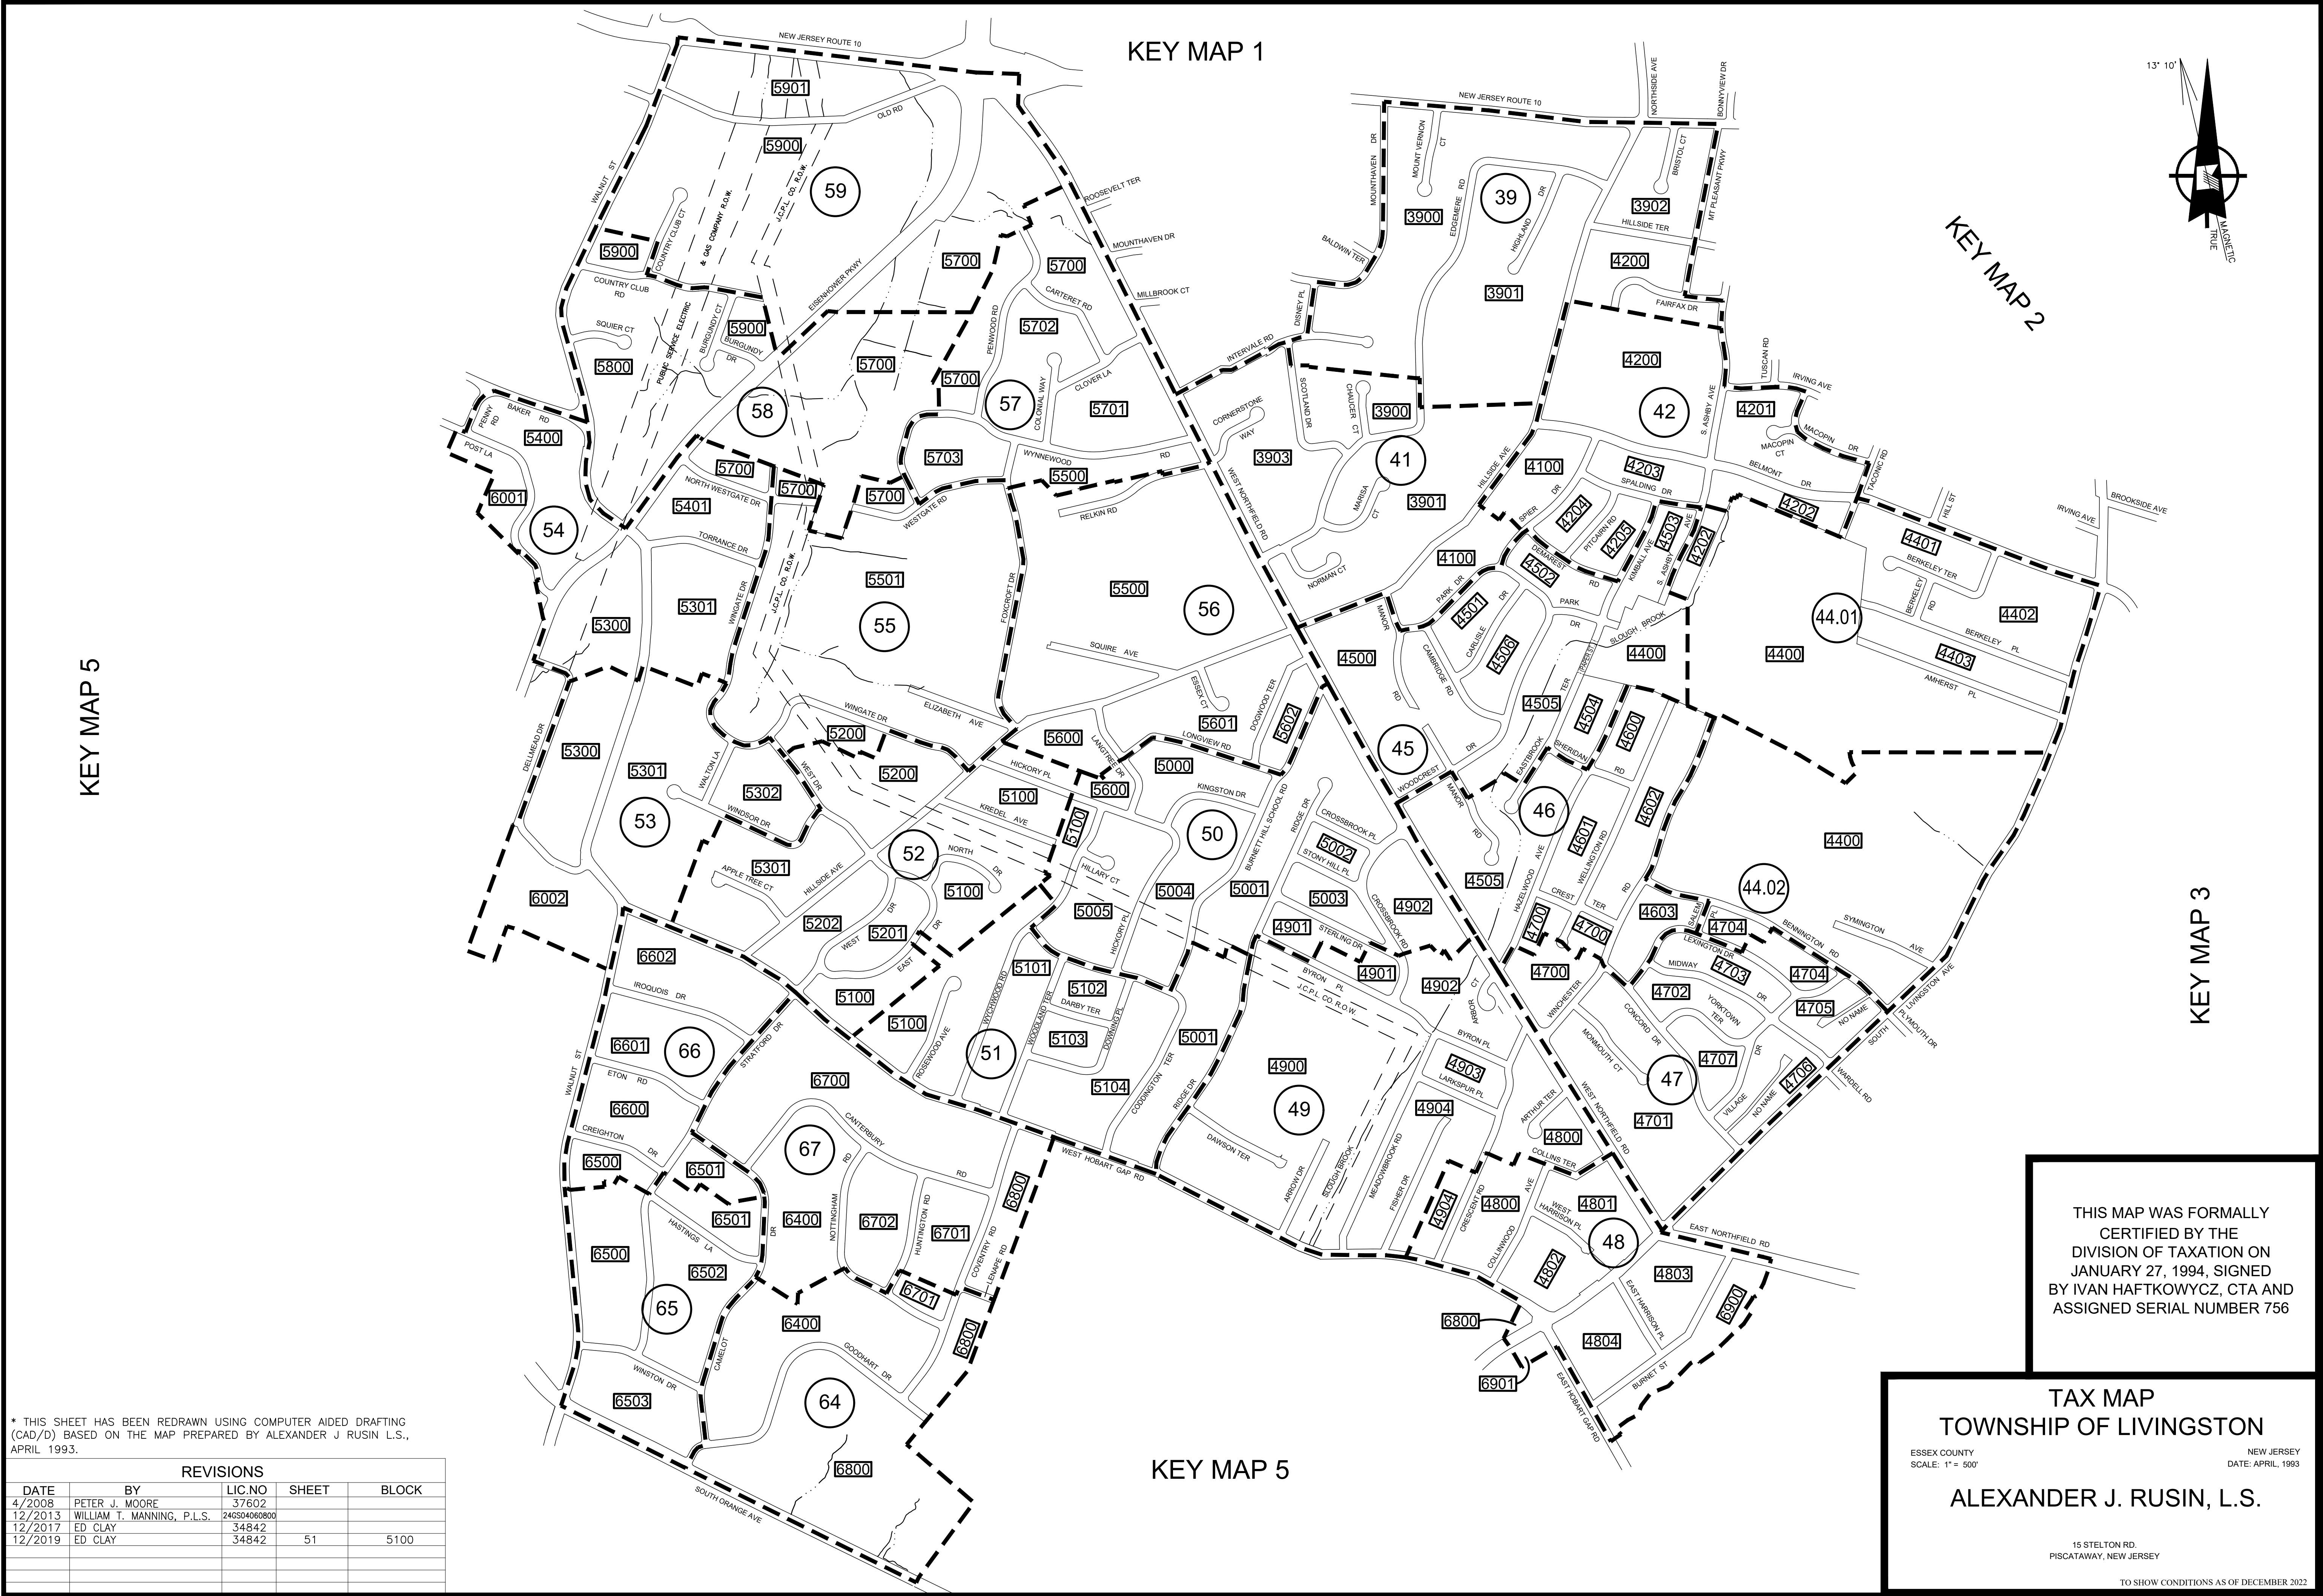 KEY MAP 1
KEY MAP 2
KEY MAP 3
KEY MAP 5
KEY MAP 5
13° 10'
TRUE
MAGNETIC
NEW JERSEY ROUTE 10
5901
OLD RD
5900
59
WALNUT ST
COUNTRY CLUB CT
& GAS COMPANY R.O.W.
J.C.P.L. CO. R.O.W.
5900
COUNTRY CLUB
RD
SQUIER CT
5800
PUBLIC SERVICE ELECTRIC
BURGUNDY CT
5900
BURGUNDY
DR
EISENHOWER PKWY
58
ROOSEVELT TER
MOUNTHAVEN DR
MILLBROOK CT
5700
5700
CARTERET RD
5702
PENWOOD RD
5700
5700
57
COLONIAL WAY
CLOVER LA
5701
5703
WYNNEWOOD
RD
5500
5700
WESTGATE RD
RELKIN RD
PENNY
RD
BAKER RD
5400
POST LA
6001
54
5700
5700
NORTH WESTGATE DR
5401
TORRANCE DR
5301
5300
WINGATE DR
J.C.P.L. CO. R.O.W.
5501
55
FOXCROFT DR
5500
56
SQUIRE AVE
ESSEX CT
DOGWOOD TER
5601
5602
LONGVIEW RD
WINGATE DR
ELIZABETH AVE
5200
5600
LANGTREE DR
NEW JERSEY ROUTE 10
NORTHSIDE AVE
BONNYVIEW DR
MOUNTHAVEN DR
MOUNT VERNON
CT
BRISTOL CT
MT PLEASANT PKWY
39
EDGEMERE RD
HIGHLAND DR
3900
3902
HILLSIDE TER
BALDWIN TER
4200
3901
FAIRFAX DR
DISNEY PL
INTERVALE RD
4200
TUSCAN RD
IRVING AVE
42
S. ASHBY AVE
4201
MACOPIN
CT
MACOPIN DR
SCOTLAND DR
CHAUCER CT
3900
CORNERSTONE
WAY
3903
41
WEST NORTHFIELD RD
MARISA
CT
3901
HILLSIDE AVE
4100
4203
SPALDING DR
BELMONT
DR
4202
TACONIC RD
HILL ST
IRVING AVE
BROOKSIDE AVE
SPIER
DR
4204
PITCAIRN RD
4205
KIMBALL AVE
4503
S. ASHBY AVE
4202
4100
DEMAREST
RD
4502
NORMAN CT
PARK DR
4501
CARLISLE
DR
4506
PARK
DR
SLOUGH BROOK
(PAPER ST)
4400
4401
BERKELEY TER
BERKELEY
RD
4402
44.01
4400
BERKELEY PL
4403
AMHERST PL
MANOR
RD
4500
CAMBRIDGE RD
4505
TER
4504
4600
EASTBROOK
SHERIDAN
RD
45
WOODCREST
DR
MANOR
RD
46
4601
4602
WELLINGTON RD
4400
44.02
4505
HAZELWOOD AVE
CREST
TER
RD
4700
4700
4603
SALEM
PL
4704
BENNINGTON RD
SYMINGTON
AVE
LEXINGTON DR
4700
MIDWAY
DR
4703
4704
4702
4705
YORKTOWN
TER
NO NAME
SOUTH LIVINGSTON AVE
PLYMOUTH DR
WINCHESTER
CONCORD DR
MONMOUTH CT
47
4707
VILLAGE
DR
NO NAME
4706
WARDELL RD
4701
WEST NORTHFIELD RD
DELLMEAD DR
5300
5301
WALTON LA
5302
WEST DR
WINDSOR DR
53
5200
HICKORY PL
5100
KREDEL AVE
5600
5000
KINGSTON DR
5100
50
BURNETT HILL SCHOOL RD
RIDGE DR
CROSSBROOK PL
5002
STONY HILL PL
52
NORTH
DR
5301
APPLE TREE CT
HILLSIDE AVE
5100
HILLARY CT
5004
5001
5003
CROSSBROOK RD
4902
6002
5202
DR
WEST
5201
EAST
DR
5005
HICKORY PL
4901
STERLING DR
6602
IROQUOIS DR
5100
5100
ROSEWOOD AVE
WYCHWOOD RD
5101
WOODLAND TER
5102
DARBY TER
5103
DOWNING PL
51
5104
CODDINGTON TER
5001
RIDGE DR
BYRON PL
J.C.P.L. CO. R.O.W.
4901
4902
ARBOR
CT
BYRON PL
4900
49
4903
LARKSPUR PL
4904
DAWSON TER
ARROW DR
SLOUGH BROOK
MEADOWBROOK RD
FISHER DR
4904
CRESCENT RD
ARTHUR TER
4800
COLLINS TER
4800
COLLINWOOD
AVE
WEST
HARRISON PL
4801
48
4802
EAST NORTHFIELD RD
4803
EAST HARRISON PL
6900
4804
BURNET ST
6800
6901
EAST HOBART GAP RD
WALNUT ST
6601
66
STRATFORD DR
ETON RD
6600
CREIGHTON
DR
6700
67
CANTERBURY
RD
RD
6500
6501
6501
HASTINGS LA
DR
6400
NOTTINGHAM
6702
HUNTINGTON RD
6701
COVENTRY RD
LENAPE RD
6800
WEST HOBART GAP RD
6500
6502
65
6701
6400
6800
GOODHART DR
CAMELOT
WINSTON DR
6503
64
6800
SOUTH ORANGE AVE
* THIS SHEET HAS BEEN REDRAWN USING COMPUTER AIDED DRAFTING
(CAD/D) BASED ON THE MAP PREPARED BY ALEXANDER J RUSIN L.S.,
APRIL 1993.
REVISIONS
DATE BY LIC.NO SHEET BLOCK
4/2008 PETER J. MOORE 37602
12/2013 WILLIAM T. MANNING, P.L.S. 24GS04060800
12/2017 ED CLAY 34842
12/2019 ED CLAY 34842 51 5100
THIS MAP WAS FORMALLY
CERTIFIED BY THE
DIVISION OF TAXATION ON
JANUARY 27, 1994, SIGNED
BY IVAN HAFTKOWYCZ, CTA AND
ASSIGNED SERIAL NUMBER 756
TAX MAP
TOWNSHIP OF LIVINGSTON
ESSEX COUNTY NEW JERSEY
SCALE: 1" = 500' DATE: APRIL, 1993
ALEXANDER J. RUSIN, L.S.
15 STELTON RD.
PISCATAWAY, NEW JERSEY
TO SHOW CONDITIONS AS OF DECEMBER 2022